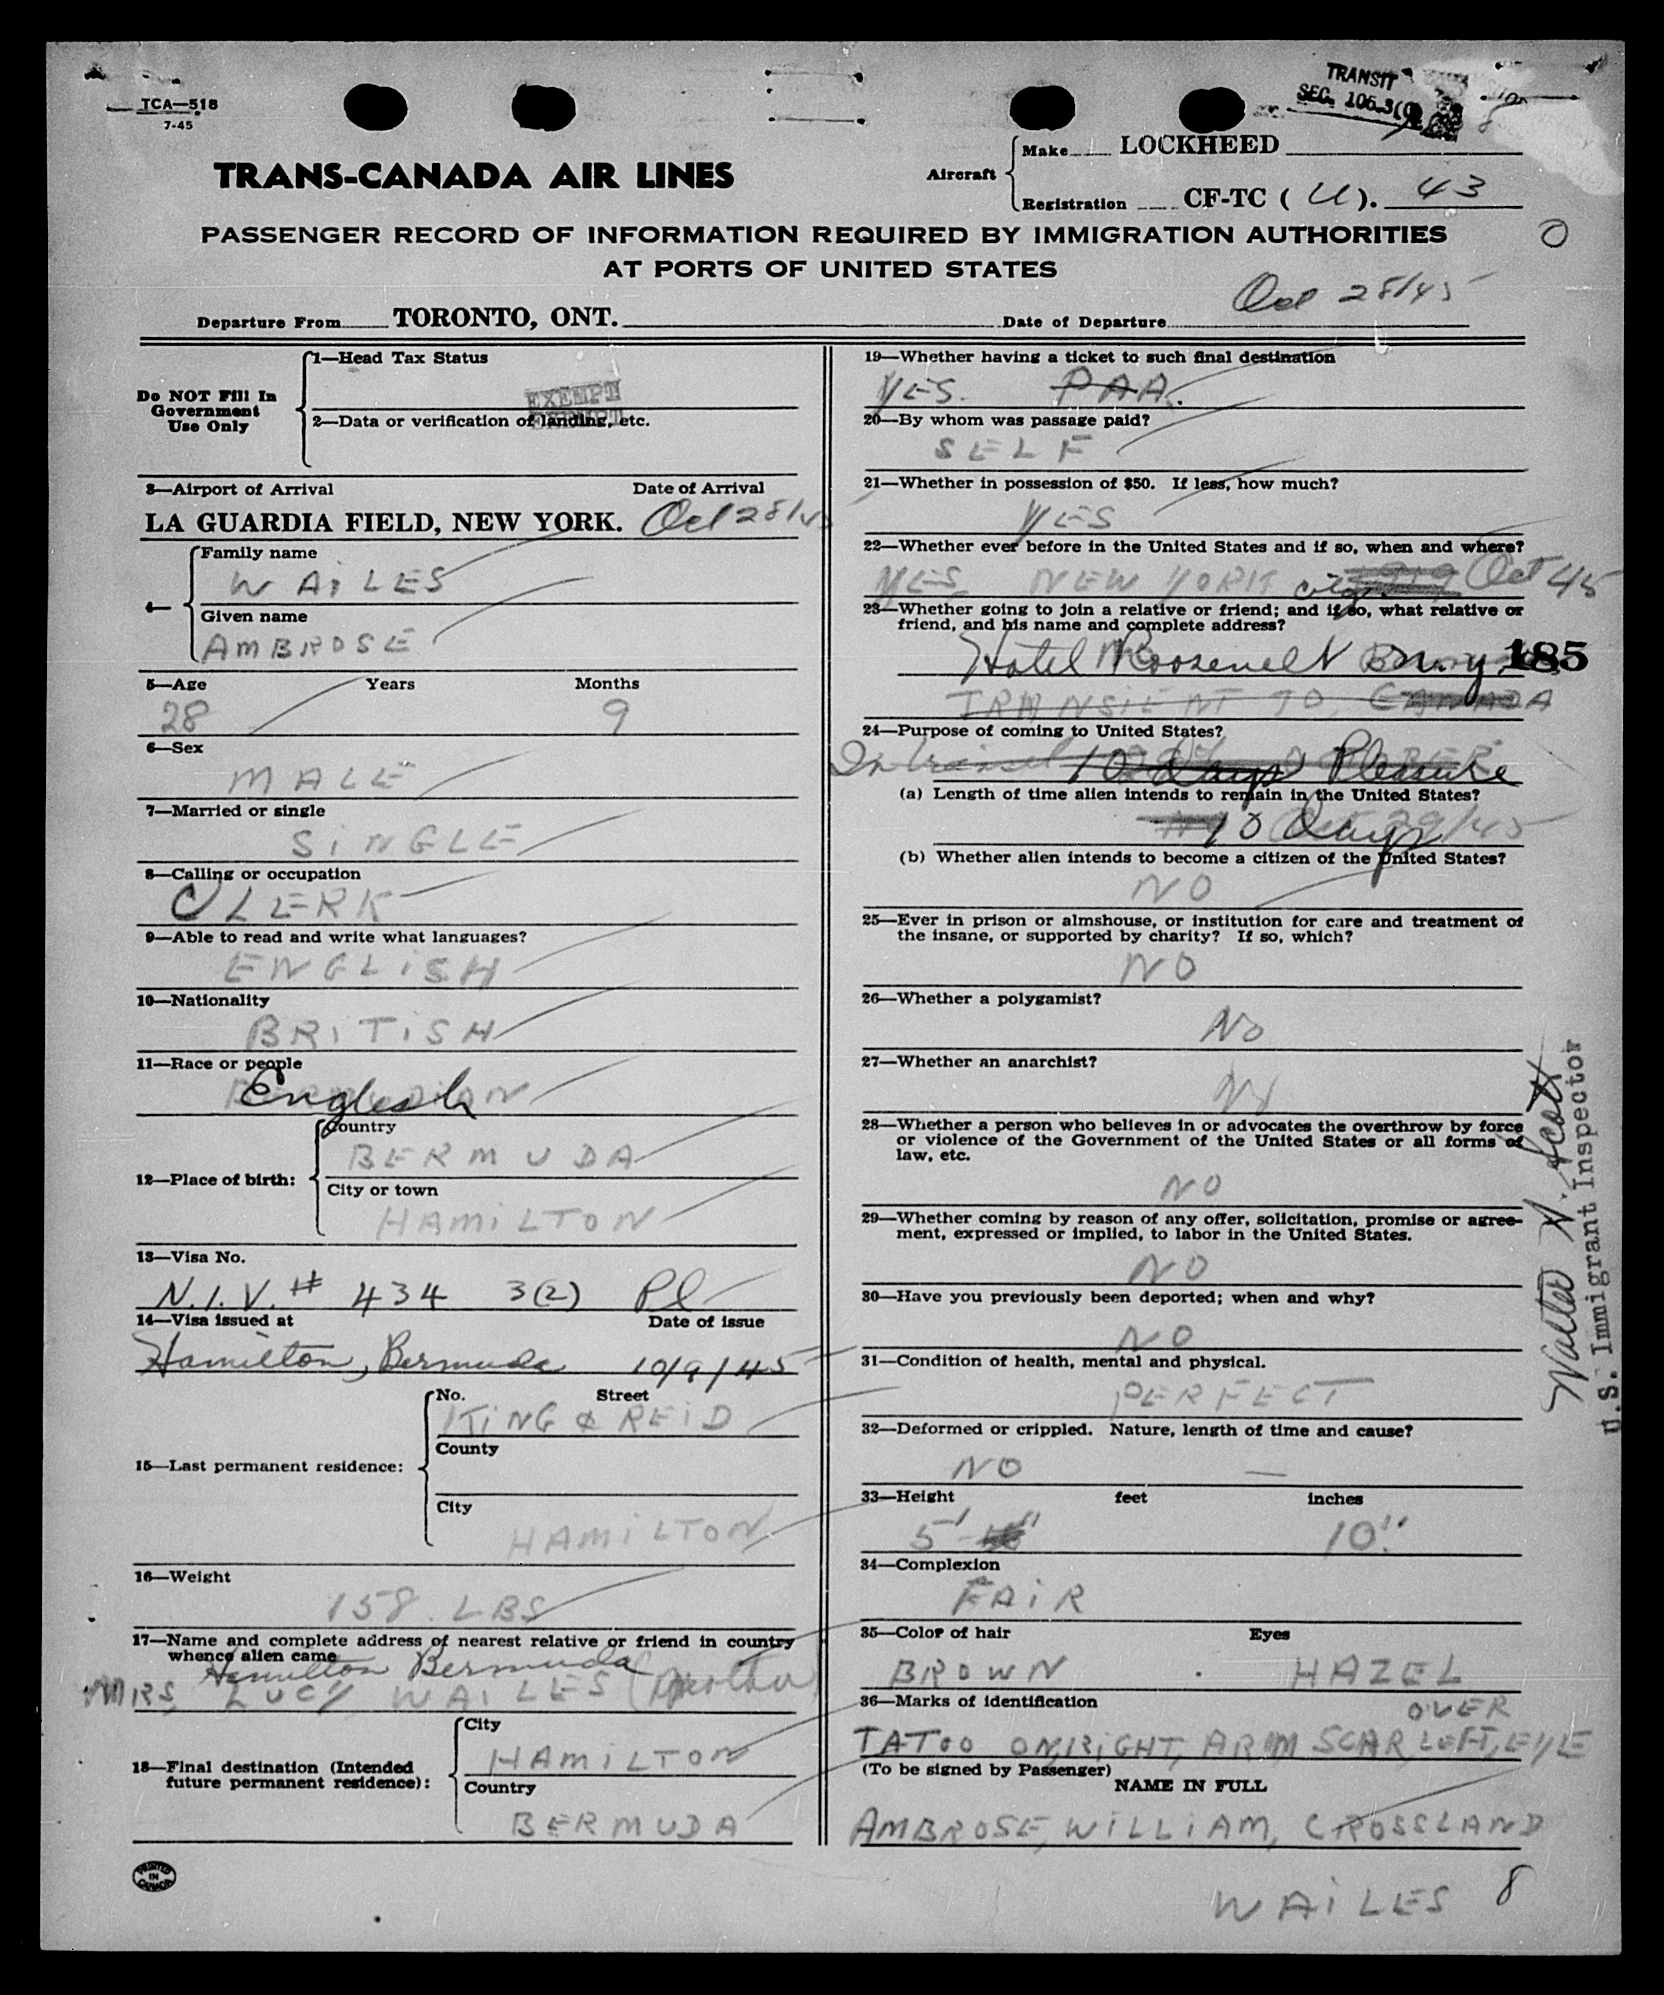 TCA—518
7-45
TRANSIT
SEC. 106.3(
TRANS-CANADA AIR LINES
Aircraft
Make LOCKHEED
Registration CF-TC ( U ). 43
PASSENGER RECORD OF INFORMATION REQUIRED BY IMMIGRATION AUTHORITIES
AT PORTS OF UNITED STATES
O
Departure From TORONTO, ONT. Date of Departure Oct 28/45
Do NOT Fill In
Government
Use Only
1—Head Tax Status
EXEMPT
EXEMPT
2—Data or verification of landing, etc.
3—Airport of Arrival Date of Arrival
LA GUARDIA FIELD, NEW YORK. Oct 28/45
4—
Family name
WAILES
Given name
AMBROSE
5—Age Years Months
28 9
6—Sex
MALE
7—Married or single
SINGLE
8—Calling or occupation
CLERK
9—Able to read and write what languages?
ENGLISH
10—Nationality
BRITISH
11—Race or people
English
12—Place of birth:
Country
BERMUDA
City or town
HAMILTON
13—Visa No.
N.I.V. # 434 3(2) Pl
14—Visa issued at Date of issue
Hamilton, Bermuda 10/9/45
15—Last permanent residence:
No. Street
KING & REID
County
City
HAMILTON
16—Weight
158 LBS
17—Name and complete address of nearest relative or friend in country
whence alien came
Hamilton Bermuda
MRS, LUCY WAILES (Mother)
18—Final destination (Intended
future permanent residence):
City
HAMILTON
Country
BERMUDA
PRINTED
IN
CANADA
19—Whether having a ticket to such final destination
YES. PAA.
20—By whom was passage paid?
SELF
21—Whether in possession of $50. If less, how much?
YES
22—Whether ever before in the United States and if so, when and where?
YES, NEW YORK City 1919 Oct 45
23—Whether going to join a relative or friend; and if so, what relative or
friend, and his name and complete address?
Hotel Roosevelt N.Y. 185
TRANSIENT TO CANADA
24—Purpose of coming to United States?
In transit 10 Days Pleasure
(a) Length of time alien intends to remain in the United States?
10 Days 29/45
(b) Whether alien intends to become a citizen of the United States?
NO
25—Ever in prison or almshouse, or institution for care and treatment of
the insane, or supported by charity? If so, which?
NO
26—Whether a polygamist?
No
27—Whether an anarchist?
No
28—Whether a person who believes in or advocates the overthrow by force
or violence of the Government of the United States or all forms of
law, etc.
NO
29—Whether coming by reason of any offer, solicitation, promise or agree-
ment, expressed or implied, to labor in the United States.
NO
30—Have you previously been deported; when and why?
NO
31—Condition of health, mental and physical.
PERFECT
32—Deformed or crippled. Nature, length of time and cause?
NO —
33—Height feet inches
5' 10"
34—Complexion
FAIR
35—Color of hair Eyes
BROWN HAZEL
36—Marks of identification
OVER
TATOO ON, RIGHT, ARM SCAR, LEFT, EYE
(To be signed by Passenger)
NAME IN FULL
AMBROSE, WILLIAM, CROSSLAND
WAILES 8
Walter N. Scott
U.S. Immigrant Inspector